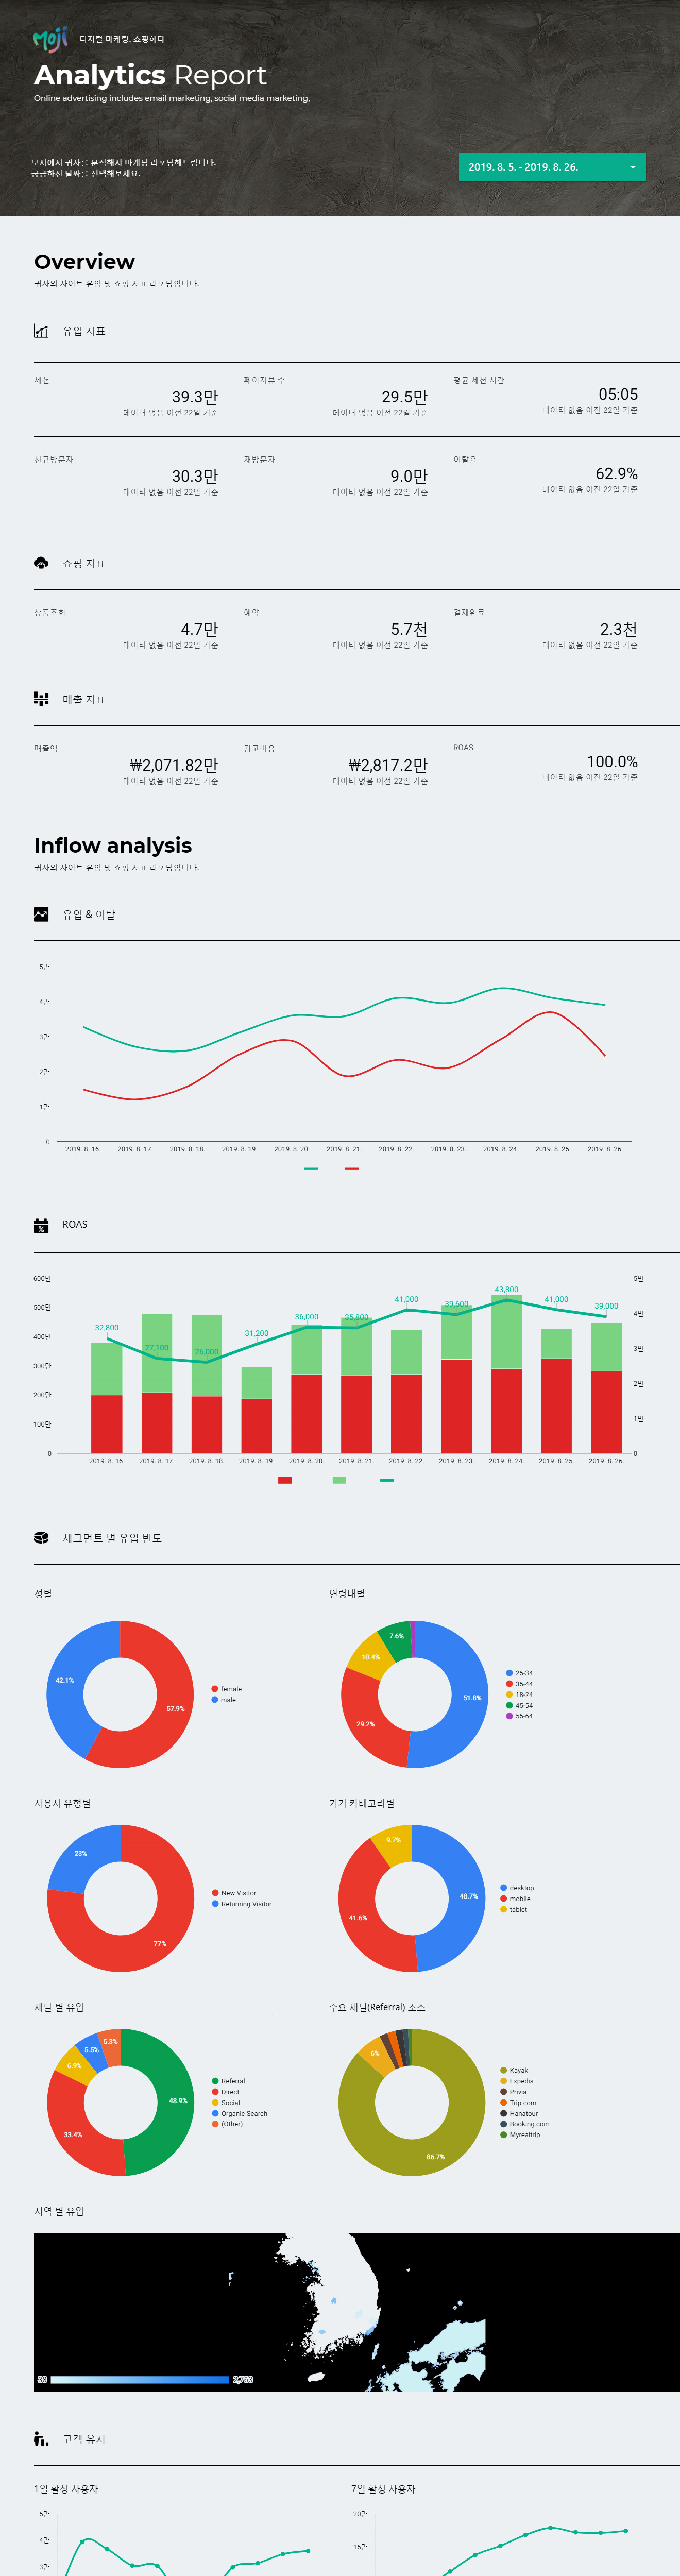 Moji 디지털 마케팅. 쇼핑하다
Analytics Report
Online advertising includes email marketing, social media marketing,
모지에서 귀사를 분석해서 마케팅 리포팅해드립니다.
궁금하신 날짜를 선택해보세요.
2019. 8. 5. - 2019. 8. 26.
Overview
귀사의 사이트 유입 및 쇼핑 지표 리포팅입니다.
유입 지표
세션 페이지뷰 수 평균 세션 시간
39.3만 29.5만 05:05
데이터 없음 이전 22일 기준 데이터 없음 이전 22일 기준 데이터 없음 이전 22일 기준
신규방문자 재방문자 이탈율
30.3만 9.0만 62.9%
데이터 없음 이전 22일 기준 데이터 없음 이전 22일 기준 데이터 없음 이전 22일 기준
쇼핑 지표
상품조회 예약 결제완료
4.7만 5.7천 2.3천
데이터 없음 이전 22일 기준 데이터 없음 이전 22일 기준 데이터 없음 이전 22일 기준
매출 지표
매출액 광고비용 ROAS
₩2,071.82만 ₩2,817.2만 100.0%
데이터 없음 이전 22일 기준 데이터 없음 이전 22일 기준 데이터 없음 이전 22일 기준
Inflow analysis
귀사의 사이트 유입 및 쇼핑 지표 리포팅입니다.
유입 & 이탈
5만
4만
3만
2만
1만
0
2019. 8. 16. 2019. 8. 17. 2019. 8. 18. 2019. 8. 19. 2019. 8. 20. 2019. 8. 21. 2019. 8. 22. 2019. 8. 23. 2019. 8. 24. 2019. 8. 25. 2019. 8. 26.
ROAS
600만
500만
400만
300만
200만
100만
0
32,800 27,100 26,000 31,200 36,000 35,800 41,000 39,600 43,800 41,000 39,000
5만
4만
3만
2만
1만
0
2019. 8. 16. 2019. 8. 17. 2019. 8. 18. 2019. 8. 19. 2019. 8. 20. 2019. 8. 21. 2019. 8. 22. 2019. 8. 23. 2019. 8. 24. 2019. 8. 25. 2019. 8. 26.
세그먼트 별 유입 빈도
성별
42.1%
57.9%
female
male
연령대별
7.6%
10.4%
51.8%
29.2%
25-34
35-44
18-24
45-54
55-64
사용자 유형별
23%
77%
New Visitor
Returning Visitor
기기 카테고리별
9.7%
48.7%
41.6%
desktop
mobile
tablet
채널 별 유입
5.3%
5.5%
6.9%
48.9%
33.4%
Referral
Direct
Social
Organic Search
(Other)
주요 채널(Referral) 소스
6%
86.7%
Kayak
Expedia
Privia
Trip.com
Hanatour
Booking.com
Myrealtrip
지역 별 유입
고객 유지
1일 활성 사용자
5만
4만
3만
7일 활성 사용자
20만
15만